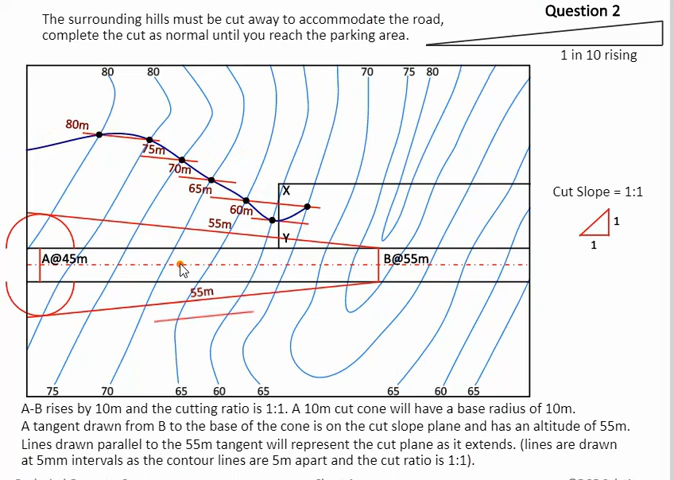 The surrounding hills must be cut away to accommodate the road,
complete the cut as normal until you reach the parking area.
Question 2
1 in 10 rising
80 80 70 75 80
80m
75m
70m
65m
60m
55m
X
Y
Cut Slope = 1:1
1
1
A@45m
B@55m
55m
75 70 65 60 65 65 60 65
A-B rises by 10m and the cutting ratio is 1:1. A 10m cut cone will have a base radius of 10m.
A tangent drawn from B to the base of the cone is on the cut slope plane and has an altitude of 55m.
Lines drawn parallel to the 55m tangent will represent the cut plane as it extends. (lines are drawn
at 5mm intervals as the contour lines are 5m apart and the cut ratio is 1:1).